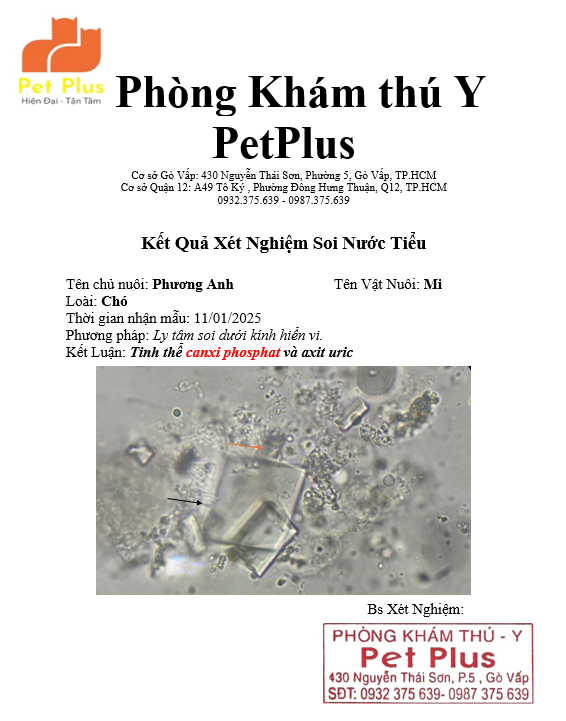 Pet Plus
Hiện Đại - Tận Tâm
Phòng Khám thú Y
PetPlus
Cơ sở Gò Vấp: 430 Nguyễn Thái Sơn, Phường 5, Gò Vấp, TP.HCM
Cơ sở Quận 12: A49 Tô Ký , Phường Đông Hưng Thuận, Q12, TP.HCM
0932.375.639 - 0987.375.639
Kết Quả Xét Nghiệm Soi Nước Tiểu
Tên chủ nuôi: Phương Anh Tên Vật Nuôi: Mi
Loài: Chó
Thời gian nhận mẫu: 11/01/2025
Phương pháp: Ly tâm soi dưới kính hiển vi.
Kết Luận: Tinh thể canxi phosphat và axit uric
Bs Xét Nghiệm:
PHÒNG KHÁM THÚ - Y
Pet Plus
430 Nguyễn Thái Sơn, P.5 , Gò Vấp
SĐT: 0932 375 639- 0987 375 639